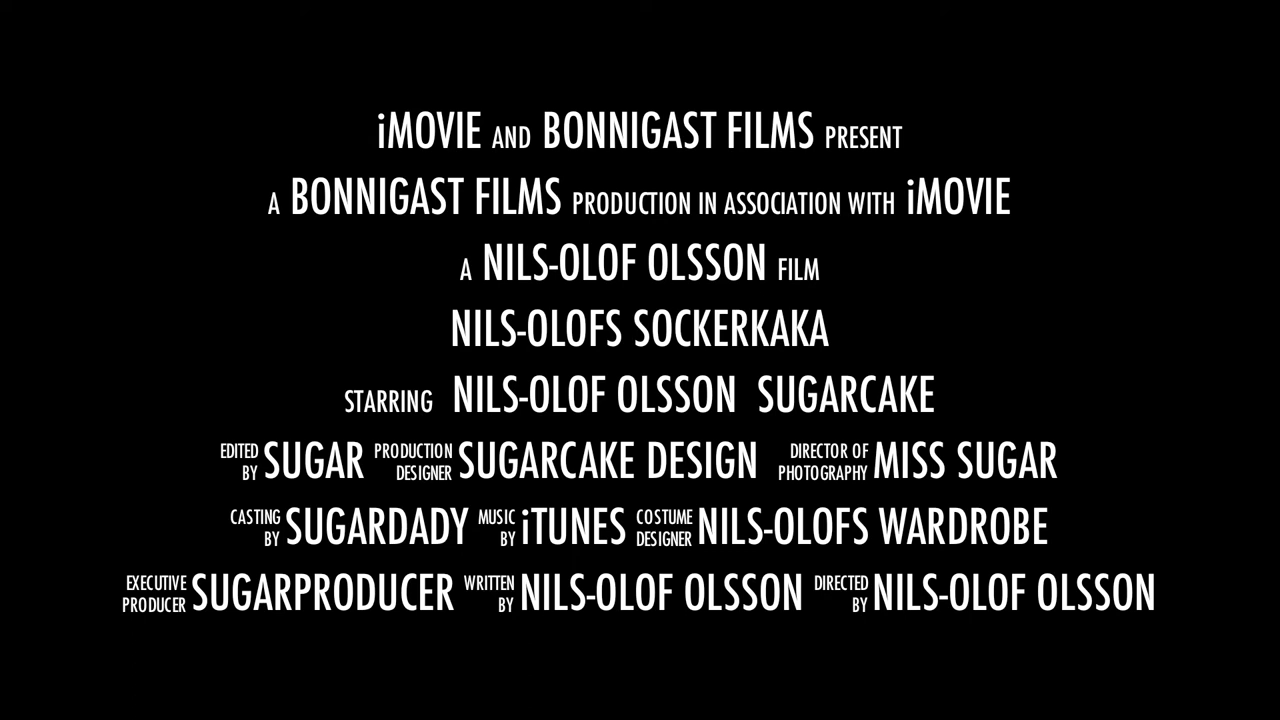 iMOVIE AND BONNIGAST FILMS PRESENT
A BONNIGAST FILMS PRODUCTION IN ASSOCIATION WITH iMOVIE
A NILS-OLOF OLSSON FILM
NILS-OLOFS SOCKERKAKA
STARRING NILS-OLOF OLSSON SUGARCAKE
EDITED BY SUGAR PRODUCTION DESIGNER SUGARCAKE DESIGN DIRECTOR OF PHOTOGRAPHY MISS SUGAR
CASTING BY SUGARDADY MUSIC BY iTUNES COSTUME DESIGNER NILS-OLOFS WARDROBE
EXECUTIVE PRODUCER SUGARPRODUCER WRITTEN BY NILS-OLOF OLSSON DIRECTED BY NILS-OLOF OLSSON